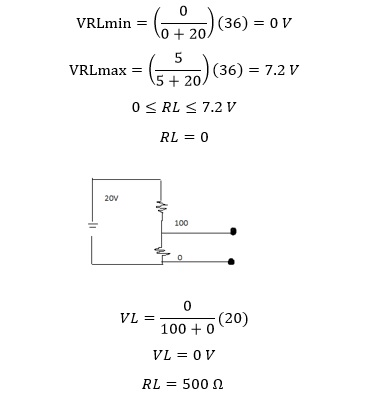 VRLmin = (0 / (0 + 20)) (36) = 0 V
VRLmax = (5 / (5 + 20)) (36) = 7.2 V
0 ≤ RL ≤ 7.2 V
RL = 0
20V
100
0
VL = 0 / (100 + 0) (20)
VL = 0 V
RL = 500 Ω